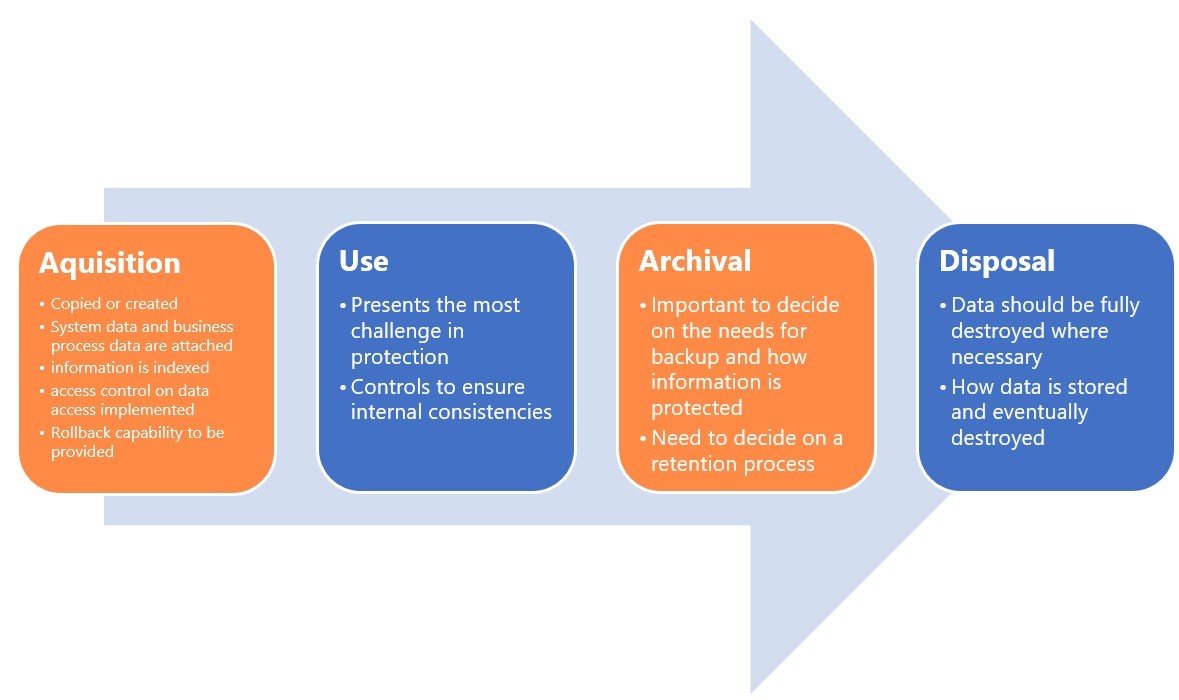 Aquisition
• Copied or created
• System data and business
process data are attached
• information is indexed
• access control on data
access implemented
• Rollback capability to be
provided
Use
• Presents the most
challenge in
protection
• Controls to ensure
internal consistencies
Archival
• Important to decide
on the needs for
backup and how
information is
protected
• Need to decide on a
retention process
Disposal
• Data should be fully
destroyed where
necessary
• How data is stored
and eventually
destroyed